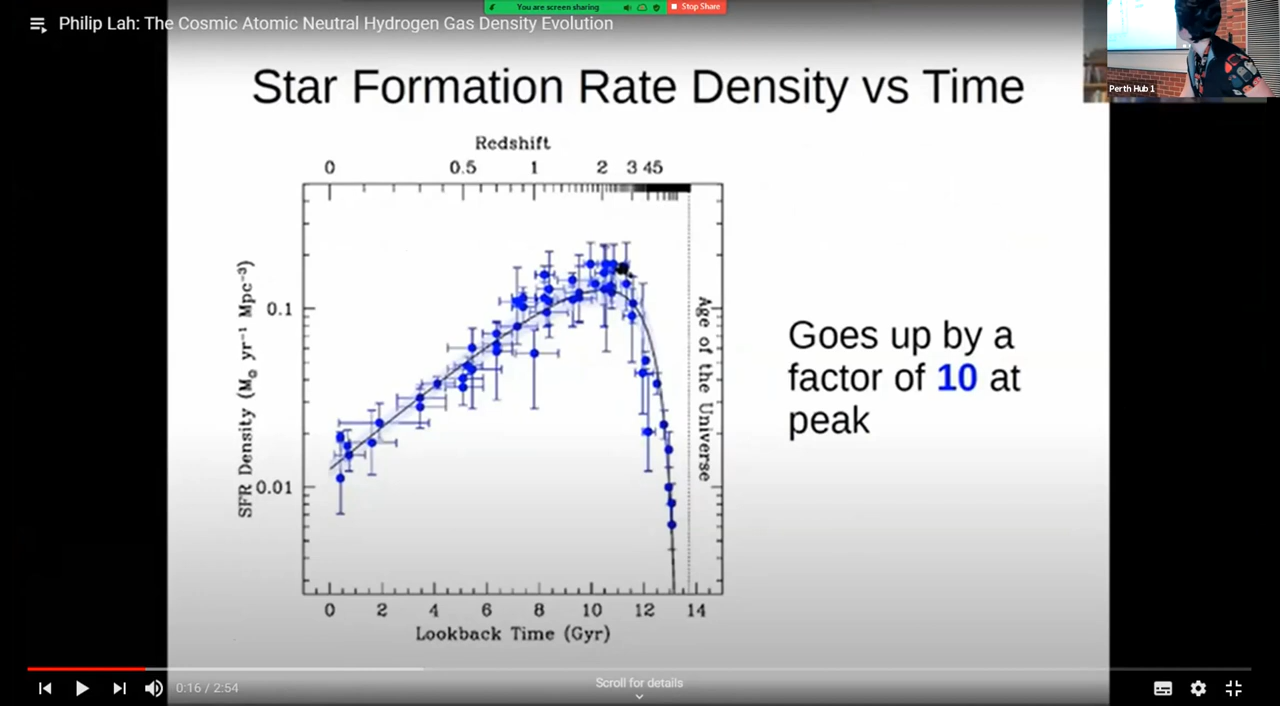 You are screen sharing
Stop Share
Philip Lah: The Cosmic Atomic Neutral Hydrogen Gas Density Evolution
Perth Hub 1
Star Formation Rate Density vs Time
Redshift
0 0.5 1 2 3 4 5
SFR Density (M⊙ yr⁻¹ Mpc⁻³)
0.1
0.01
Age of the Universe
0 2 4 6 8 10 12 14
Lookback Time (Gyr)
Goes up by a
factor of 10 at
peak
0:16 / 2:54
Scroll for details